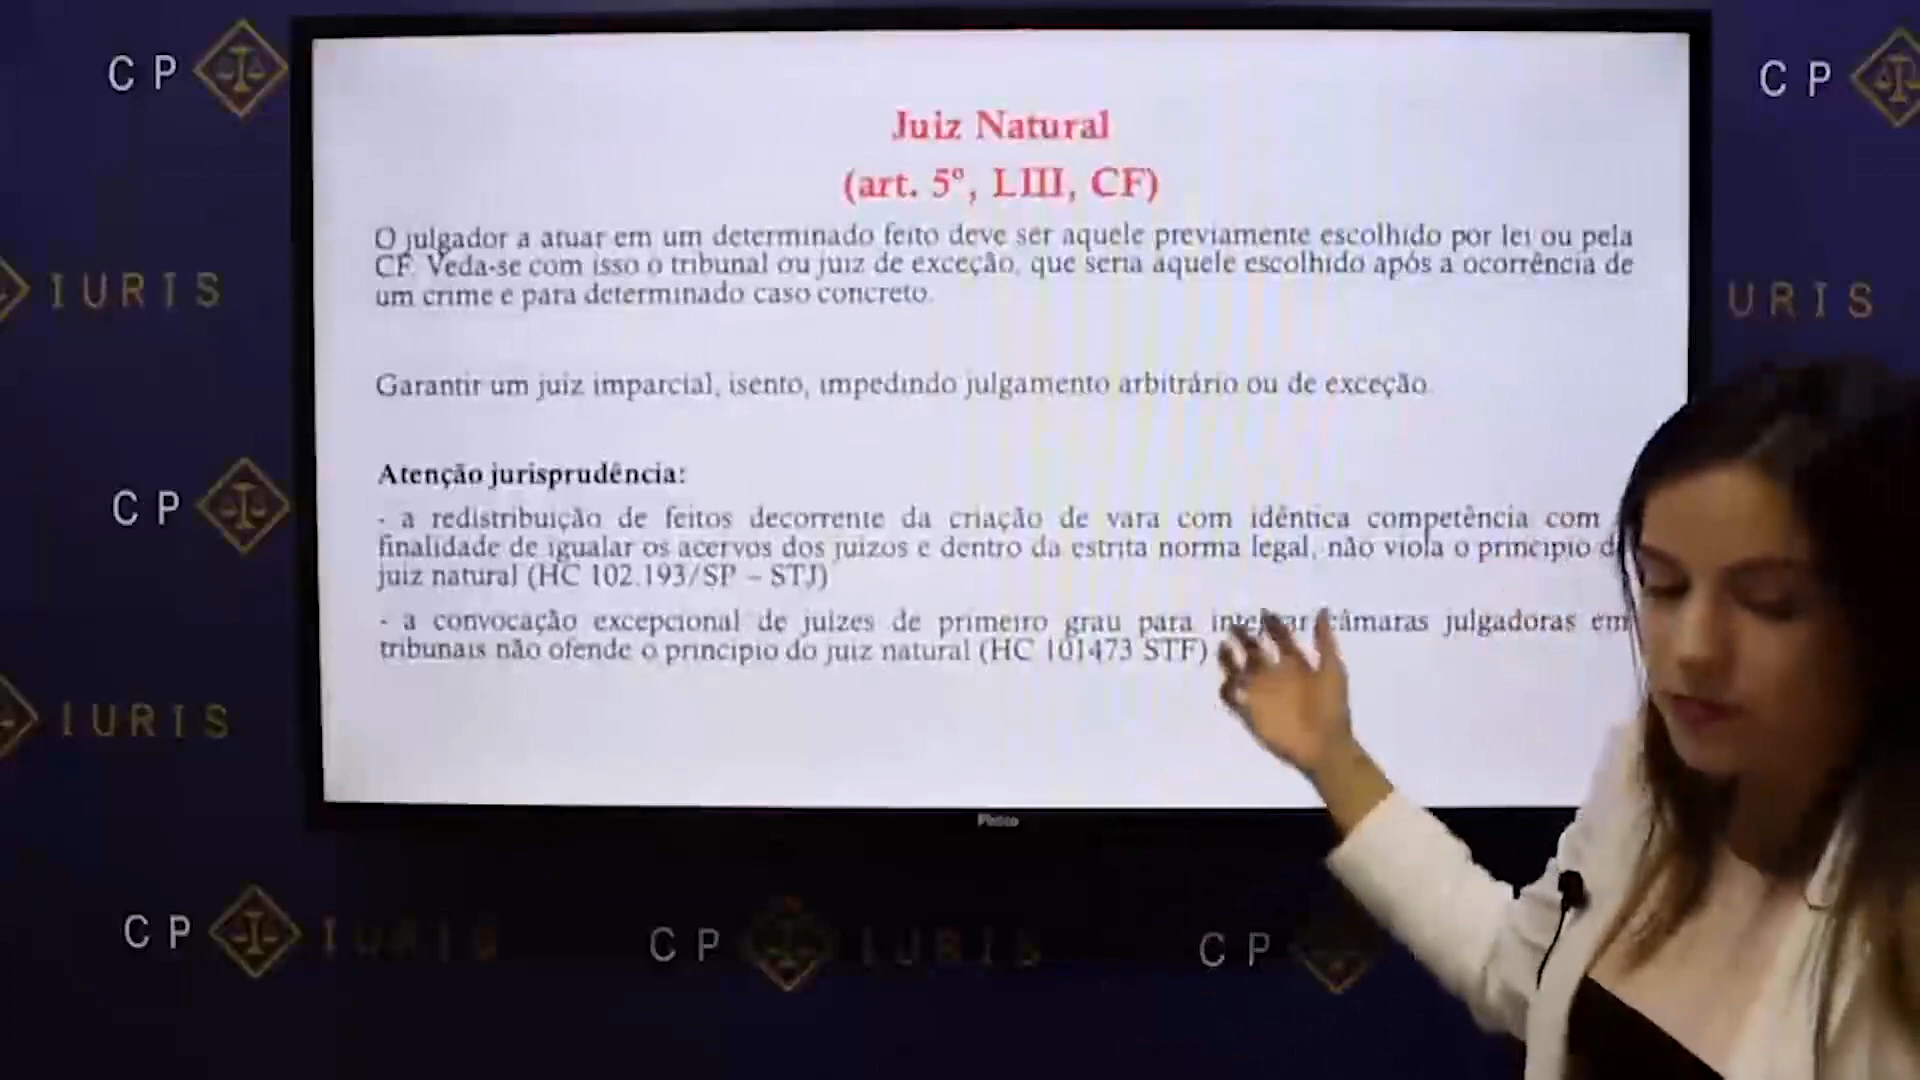 CP
CP
Juiz Natural
(art. 5º, LIII, CF)
O julgador a atuar em um determinado feito deve ser aquele previamente escolhido por lei ou pela
CF. Veda-se com isso o tribunal ou juiz de exceção, que seria aquele escolhido após a ocorrência de
um crime e para determinado caso concreto.
IURIS
URIS
Garantir um juiz imparcial, isento, impedindo julgamento arbitrário ou de exceção.
Atenção jurisprudência:
CP
- a redistribuição de feitos decorrente da criação de vara com idêntica competência com
finalidade de igualar os acervos dos juízos e dentro da estrita norma legal, não viola o princípio
juiz natural (HC 102.193/SP – STJ)
- a convocação excepcional de juízes de primeiro grau para integrar câmaras julgadoras em
tribunais não ofende o princípio do juiz natural (HC 101473 STF)
IURIS
Philco
CP IURIS
CP IURIS
CP